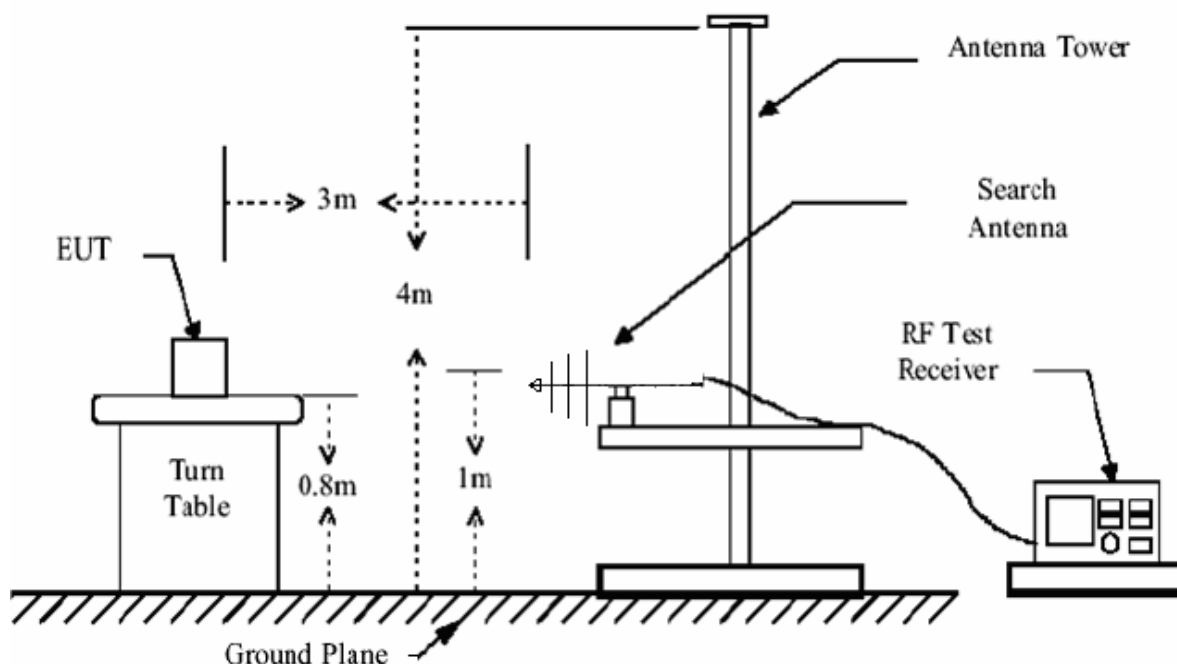 Antenna Tower
3m
Search
Antenna
EUT
4m
RF Test
Receiver
Turn
Table
0.8m
1m
Ground Plane